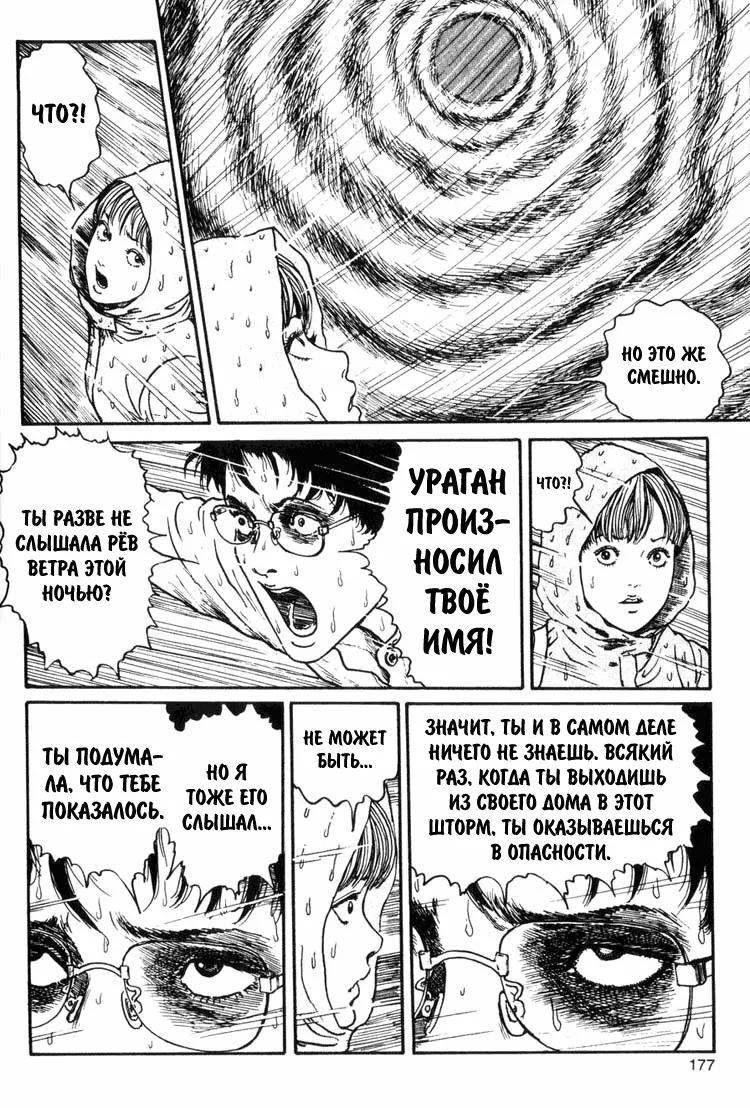 ЧТО?!
НО ЭТО ЖЕ
СМЕШНО.
ТЫ РАЗВЕ НЕ
СЛЫШАЛА РЁВ
ВЕТРА ЭТОЙ
НОЧЬЮ?
УРАГАН
ПРОИЗ-
НОСИЛ
ТВОЁ
ИМЯ!
ЧТО?!
ТЫ ПОДУМА-
ЛА, ЧТО ТЕБЕ
ПОКАЗАЛОСЬ.
НО Я
ТОЖЕ ЕГО
СЛЫШАЛ...
НЕ МОЖЕТ
БЫТЬ...
ЗНАЧИТ, ТЫ И В САМОМ ДЕЛЕ
НИЧЕГО НЕ ЗНАЕШЬ. ВСЯКИЙ
РАЗ, КОГДА ТЫ ВЫХОДИШЬ
ИЗ СВОЕГО ДОМА В ЭТОТ
ШТОРМ, ТЫ ОКАЗЫВАЕШЬСЯ
В ОПАСНОСТИ.
177